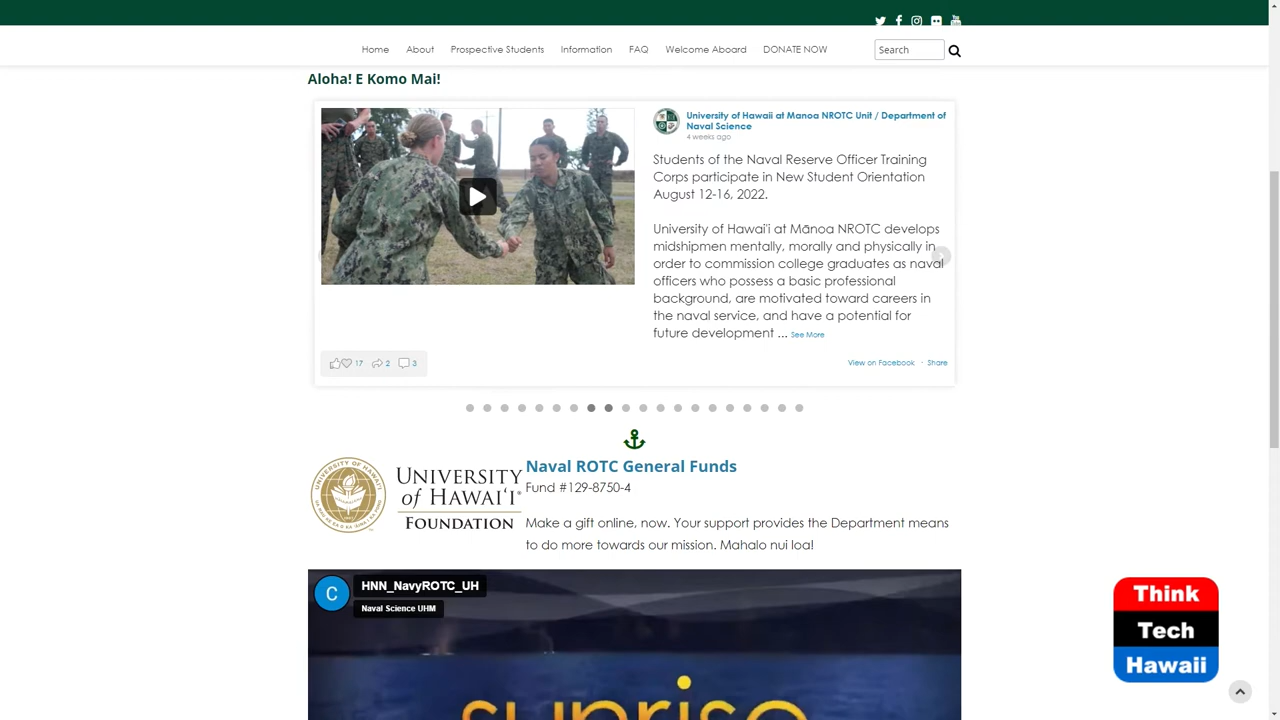 Home About Prospective Students Information FAQ Welcome Aboard DONATE NOW Search
Aloha! E Komo Mai!
University of Hawaii at Manoa NROTC Unit / Department of
Naval Science
4 weeks ago
Students of the Naval Reserve Officer Training
Corps participate in New Student Orientation
August 12-16, 2022.
University of Hawai'i at Mānoa NROTC develops
midshipmen mentally, morally and physically in
order to commission college graduates as naval
officers who possess a basic professional
background, are motivated toward careers in
the naval service, and have a potential for
future development ... See More
17 2 3
View on Facebook · Share
UNIVERSITY
of HAWAI‘I®
FOUNDATION
Naval ROTC General Funds
Fund #129-8750-4
Make a gift online, now. Your support provides the Department means
to do more towards our mission. Mahalo nui loa!
C
HNN_NavyROTC_UH
Naval Science UHM
sunrise
Think
Tech
Hawaii